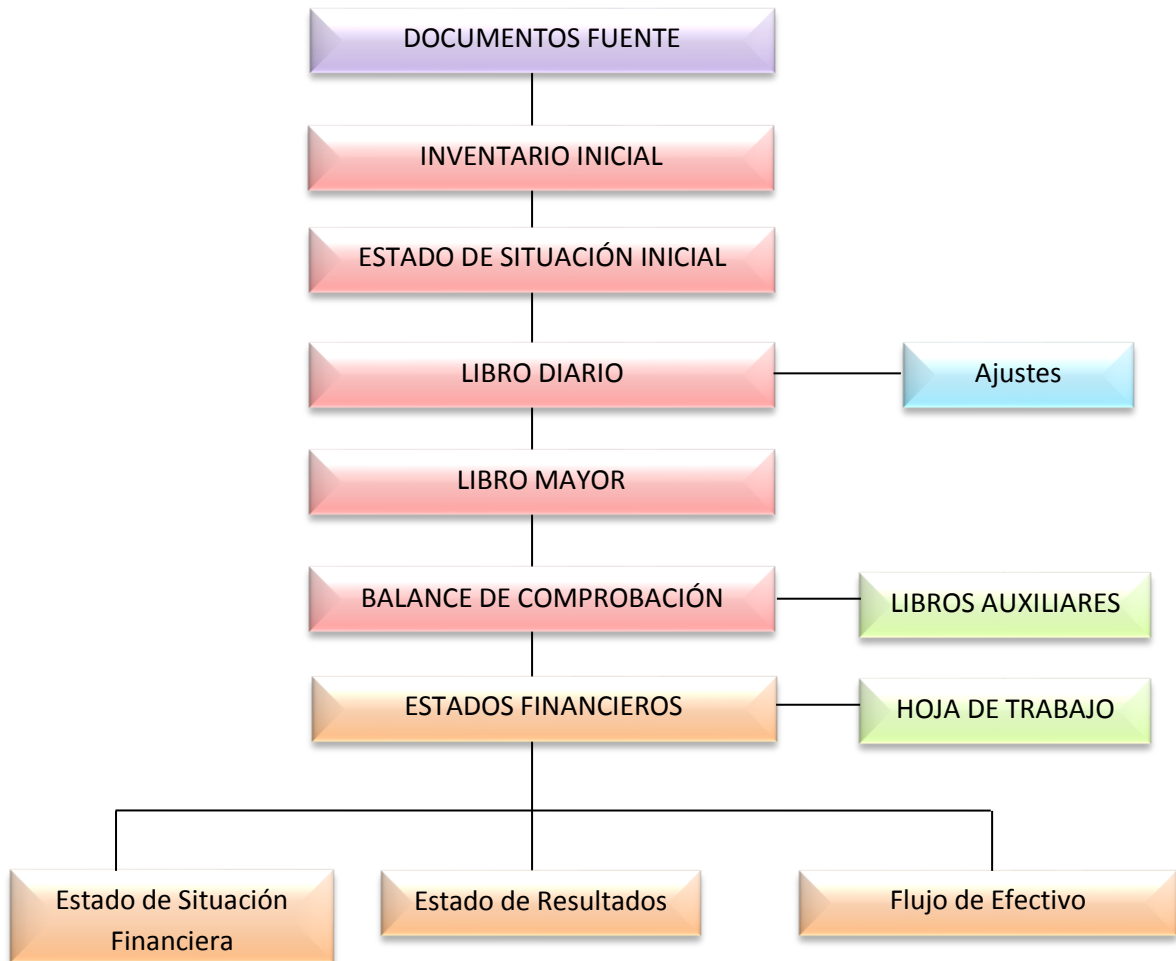 DOCUMENTOS FUENTE
INVENTARIO INICIAL
ESTADO DE SITUACIÓN INICIAL
LIBRO DIARIO
Ajustes
LIBRO MAYOR
BALANCE DE COMPROBACIÓN
LIBROS AUXILIARES
ESTADOS FINANCIEROS
HOJA DE TRABAJO
Estado de Situación
Financiera
Estado de Resultados
Flujo de Efectivo